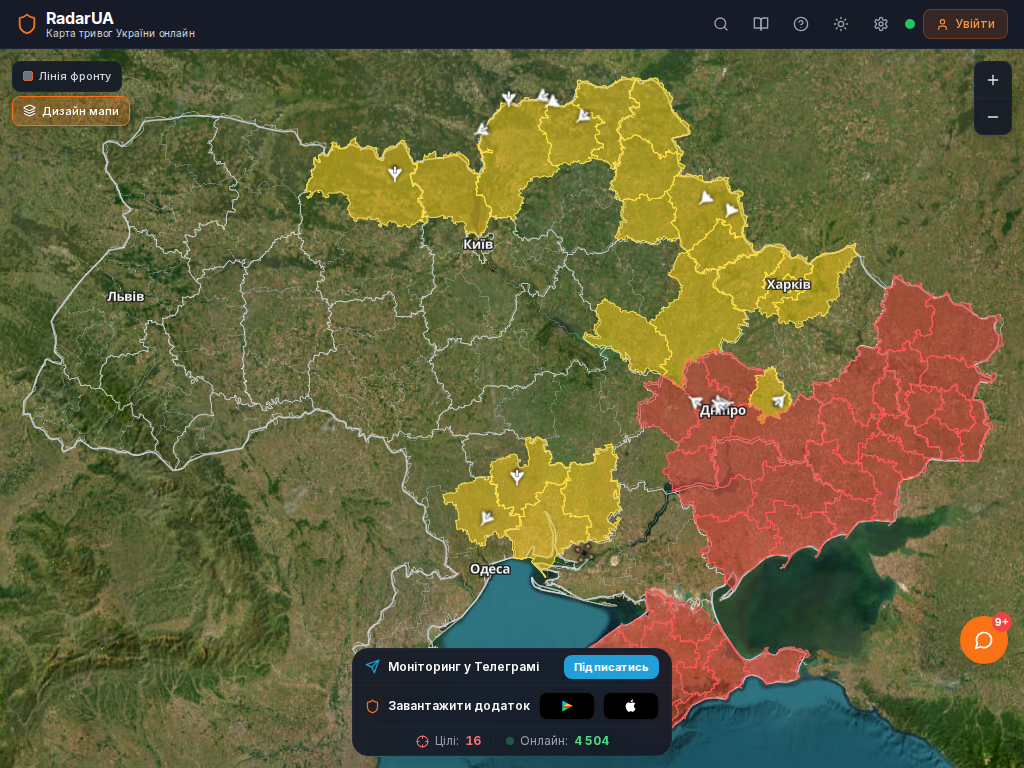 RadarUA
Карта тривог України онлайн
Увійти
Лінія фронту
Дизайн мапи
+
−
Київ
Львів
Харків
Дніпро
Одеса
9+
Моніторинг у Телеграмі
Підписатись
Завантажити додаток
Цілі: 16
Онлайн: 4 504